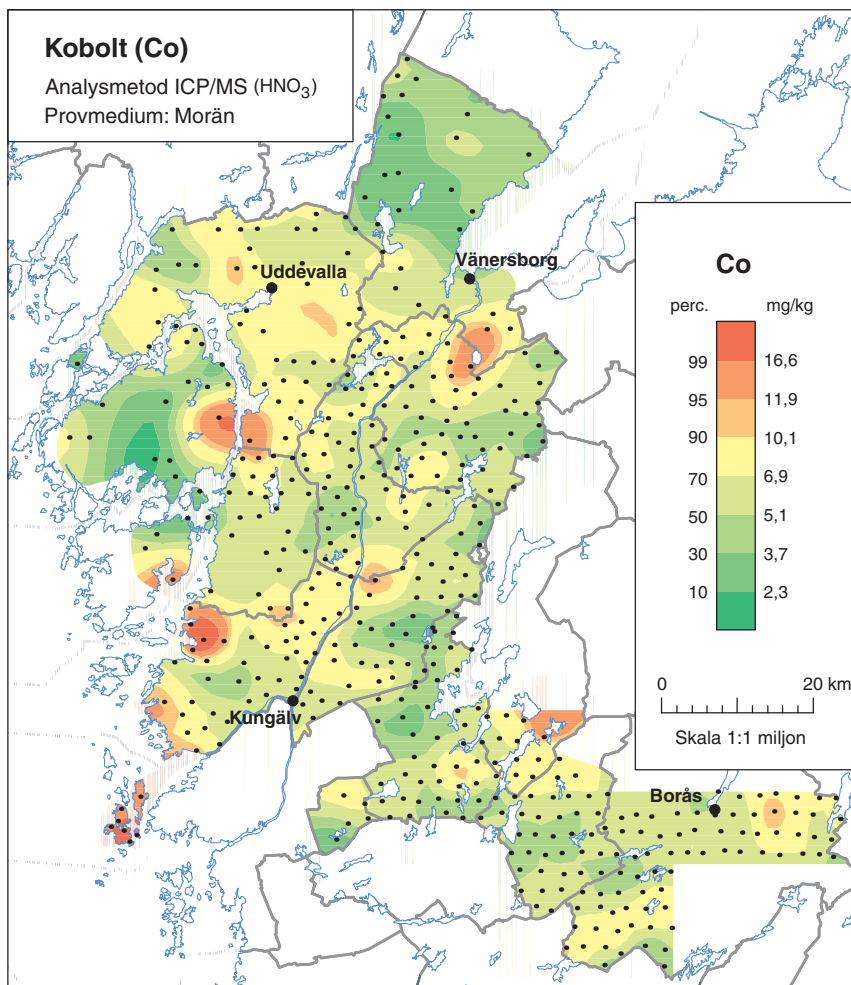 Kobolt (Co)
Analysmetod ICP/MS (HNO₃)
Provmedium: Morän
Uddevalla
Vänersborg
Kungälv
Borås
Co
perc. mg/kg
99 16,6
95 11,9
90 10,1
70 6,9
50 5,1
30 3,7
10 2,3
0 20 km
Skala 1:1 miljon